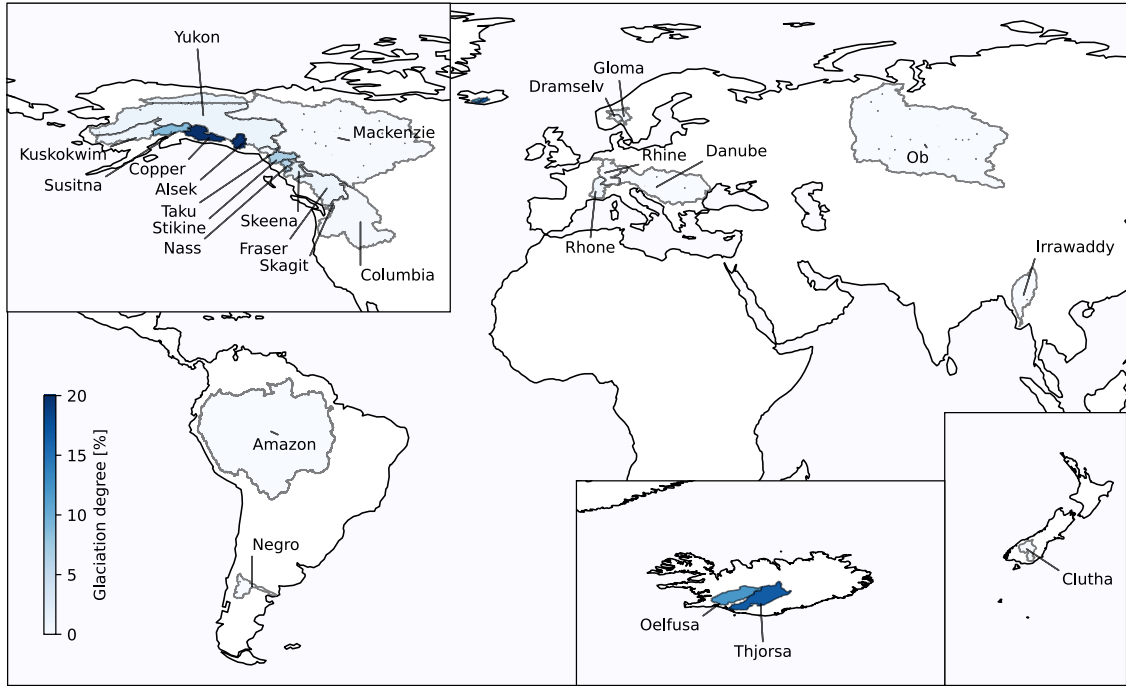 Yukon
Mackenzie
Kuskokwim
Susitna
Copper
Alsek
Taku
Stikine
Nass
Skeena
Fraser
Skagit
Columbia
Gloma
Dramselv
Rhine
Danube
Rhone
Ob
Irrawaddy
Amazon
Negro
20
15
10
5
0
Glaciation degree [%]
Oelfusa
Thjorsa
Clutha